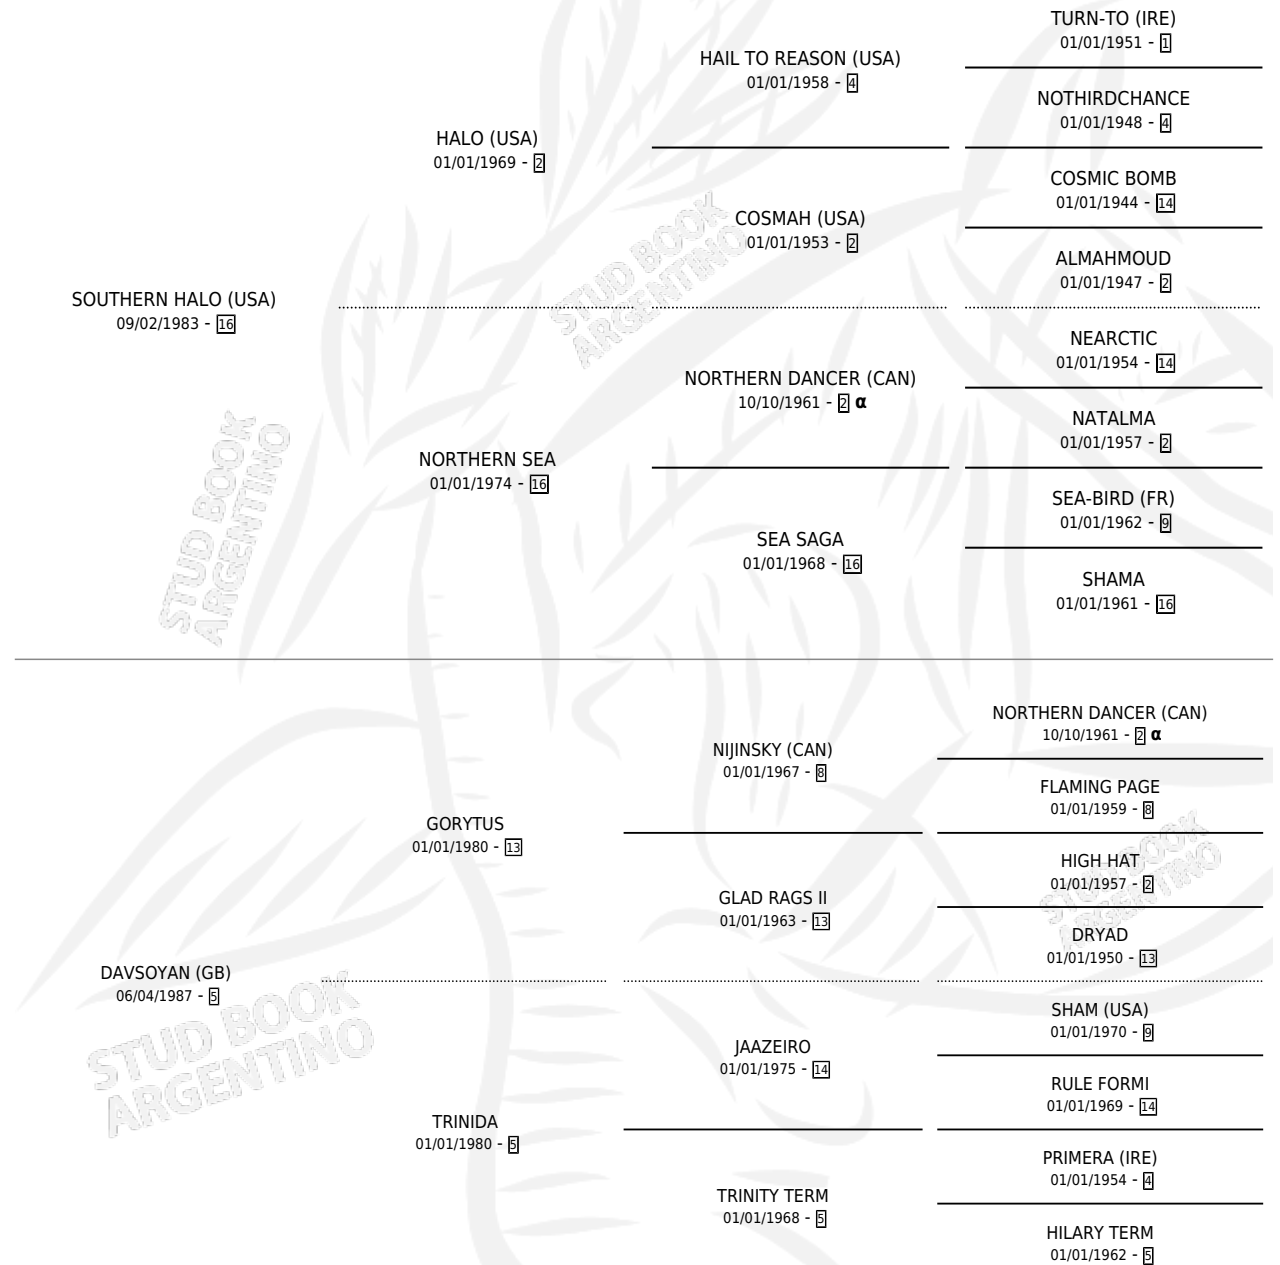 TURN-TO (IRE)
01/01/1951 - 1
HAIL TO REASON (USA)
01/01/1958 - 4
NOTHIRDCHANCE
01/01/1948 - 4
HALO (USA)
01/01/1969 - 2
COSMIC BOMB
01/01/1944 - 14
COSMAH (USA)
01/01/1953 - 2
ALMAHMOUD
01/01/1947 - 2
SOUTHERN HALO (USA)
09/02/1983 - 16
STUD BOOK
ARGENTINO
NEARCTIC
01/01/1954 - 14
NORTHERN DANCER (CAN)
10/10/1961 - 2 α
NATALMA
01/01/1957 - 2
NORTHERN SEA
01/01/1974 - 16
SEA-BIRD (FR)
01/01/1962 - 9
SEA SAGA
01/01/1968 - 16
SHAMA
01/01/1961 - 16
STUD BOOK
ARGENTINO
NORTHERN DANCER (CAN)
10/10/1961 - 2 α
NIJINSKY (CAN)
01/01/1967 - 8
FLAMING PAGE
01/01/1959 - 8
GORYTUS
01/01/1980 - 13
HIGH HAT
01/01/1957 - 2
STUD BOOK
ARGENTINO
GLAD RAGS II
01/01/1963 - 13
DRYAD
01/01/1950 - 13
DAVSOYAN (GB)
06/04/1987 - 5
STUD BOOK
ARGENTINO
SHAM (USA)
01/01/1970 - 9
JAAZEIRO
01/01/1975 - 14
RULE FORMI
01/01/1969 - 14
TRINIDA
01/01/1980 - 5
PRIMERA (IRE)
01/01/1954 - 4
TRINITY TERM
01/01/1968 - 5
HILARY TERM
01/01/1962 - 5